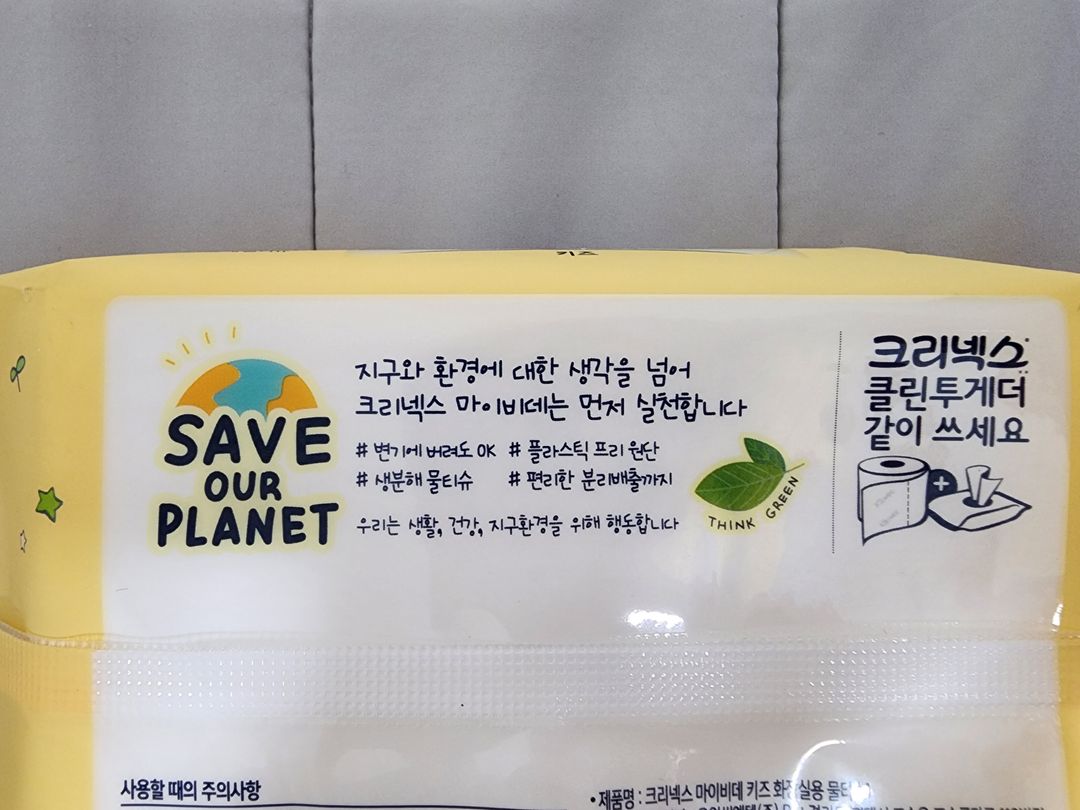 키즈
SAVE
OUR
PLANET
지구와 환경에 대한 생각을 넘어
크리넥스 마이비데는 먼저 실천합니다
# 변기에 버려도 OK # 플라스틱 프리 원단
# 생분해 물티슈 # 편리한 분리배출까지
우리는 생활, 건강, 지구환경을 위해 행동합니다
THINK GREEN
크리넥스
클린투게더
같이 쓰세요
사용할 때의 주의사항
• 제품명 : 크리넥스 마이비데 키즈 화장실용